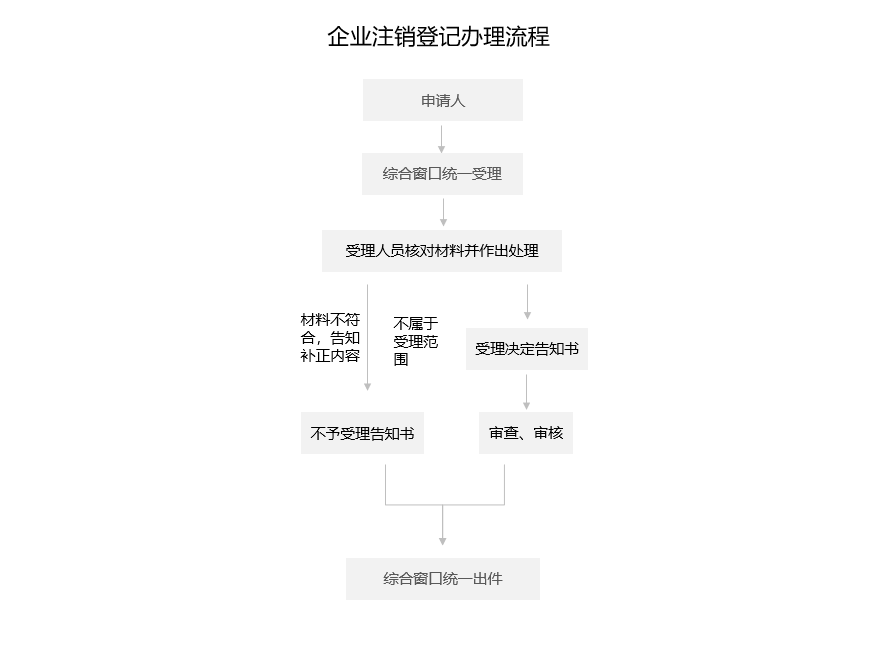 企业注销登记办理流程
申请人
综合窗口统一受理
受理人员核对材料并作出处理
材料不符
合，告知
补正内容
不属于
受理范
围
受理决定告知书
不予受理告知书
审查、审核
综合窗口统一出件